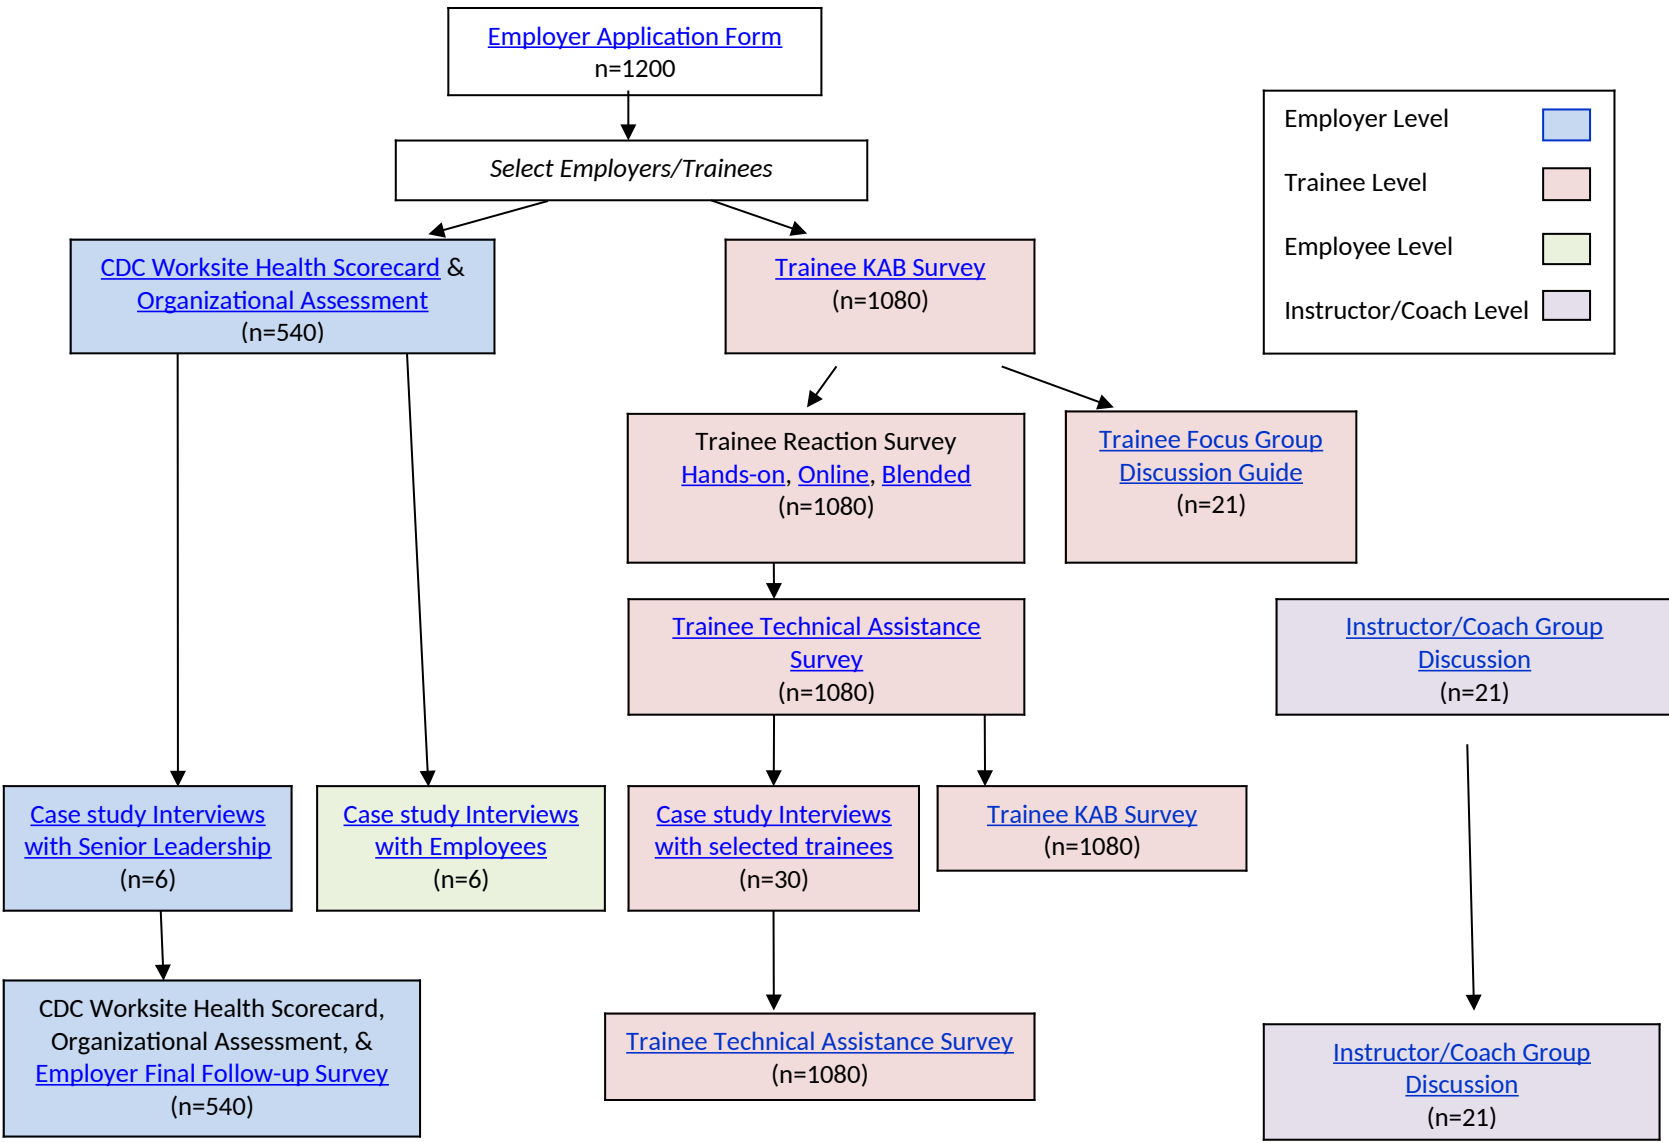 Employer Application Form
n=1200
Select Employers/Trainees
Employer Level
Trainee Level
Employee Level
Instructor/Coach Level
CDC Worksite Health Scorecard &
Organizational Assessment
(n=540)
Trainee KAB Survey
(n=1080)
Trainee Reaction Survey
Hands-on, Online, Blended
(n=1080)
Trainee Focus Group
Discussion Guide
(n=21)
Trainee Technical Assistance
Survey
(n=1080)
Instructor/Coach Group
Discussion
(n=21)
Case study Interviews
with Senior Leadership
(n=6)
Case study Interviews
with Employees
(n=6)
Case study Interviews
with selected trainees
(n=30)
Trainee KAB Survey
(n=1080)
CDC Worksite Health Scorecard,
Organizational Assessment, &
Employer Final Follow-up Survey
(n=540)
Trainee Technical Assistance Survey
(n=1080)
Instructor/Coach Group
Discussion
(n=21)